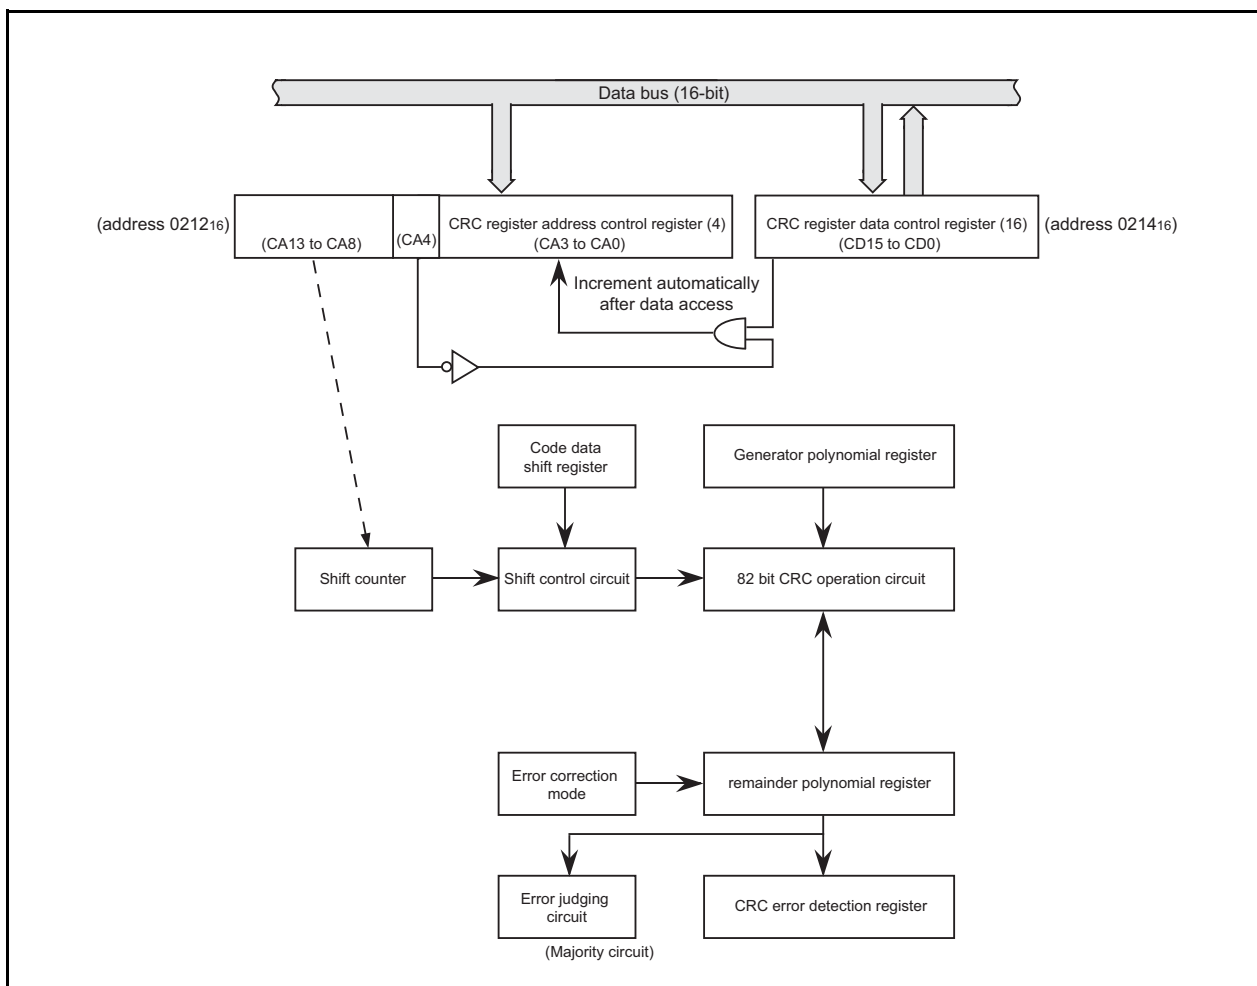 Data bus (16-bit)
(address 0212₁₆)
(CA13 to CA8)
(CA4)
CRC register address control register (4)
(CA3 to CA0)
CRC register data control register (16)
(CD15 to CD0)
(address 0214₁₆)
Increment automatically
after data access
Code data
shift register
Generator polynomial register
Shift counter
Shift control circuit
82 bit CRC operation circuit
Error correction
mode
remainder polynomial register
Error judging
circuit
CRC error detection register
(Majority circuit)